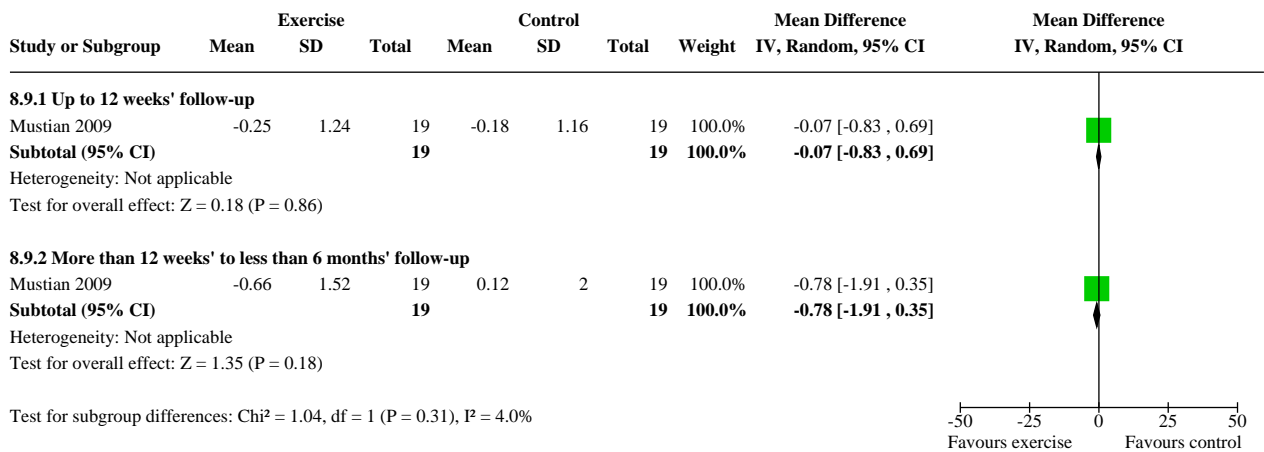 Exercise Control Mean Difference Mean Difference
Study or Subgroup Mean SD Total Mean SD Total Weight IV, Random, 95% CI IV, Random, 95% CI
8.9.1 Up to 12 weeks' follow-up
Mustian 2009 -0.25 1.24 19 -0.18 1.16 19 100.0% -0.07 [-0.83 , 0.69]
Subtotal (95% CI) 19 19 100.0% -0.07 [-0.83 , 0.69]
Heterogeneity: Not applicable
Test for overall effect: Z = 0.18 (P = 0.86)
8.9.2 More than 12 weeks' to less than 6 months' follow-up
Mustian 2009 -0.66 1.52 19 0.12 2 19 100.0% -0.78 [-1.91 , 0.35]
Subtotal (95% CI) 19 19 100.0% -0.78 [-1.91 , 0.35]
Heterogeneity: Not applicable
Test for overall effect: Z = 1.35 (P = 0.18)
Test for subgroup differences: Chi² = 1.04, df = 1 (P = 0.31), I² = 4.0%
-50 -25 0 25 50
Favours exercise Favours control